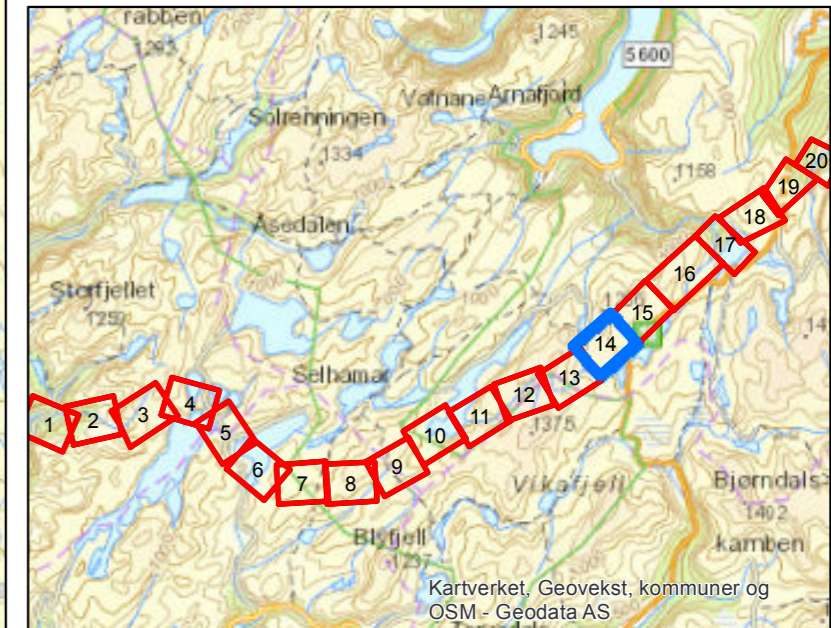 rabben
1293
1245
5600
Vatnane
Arnafjord
Solrenningen
1334
1158
20
19
Åsedalen
18
17
16
Storfjellet
125
15
14
Selhamar
13
12
11
10
1375
1
2
3
4
5
6
7
8
9
Vikafjell
Bjørndals-
1402
kamben
Blyfjell
1237
Kartverket, Geovekst, kommuner og
OSM - Geodata AS